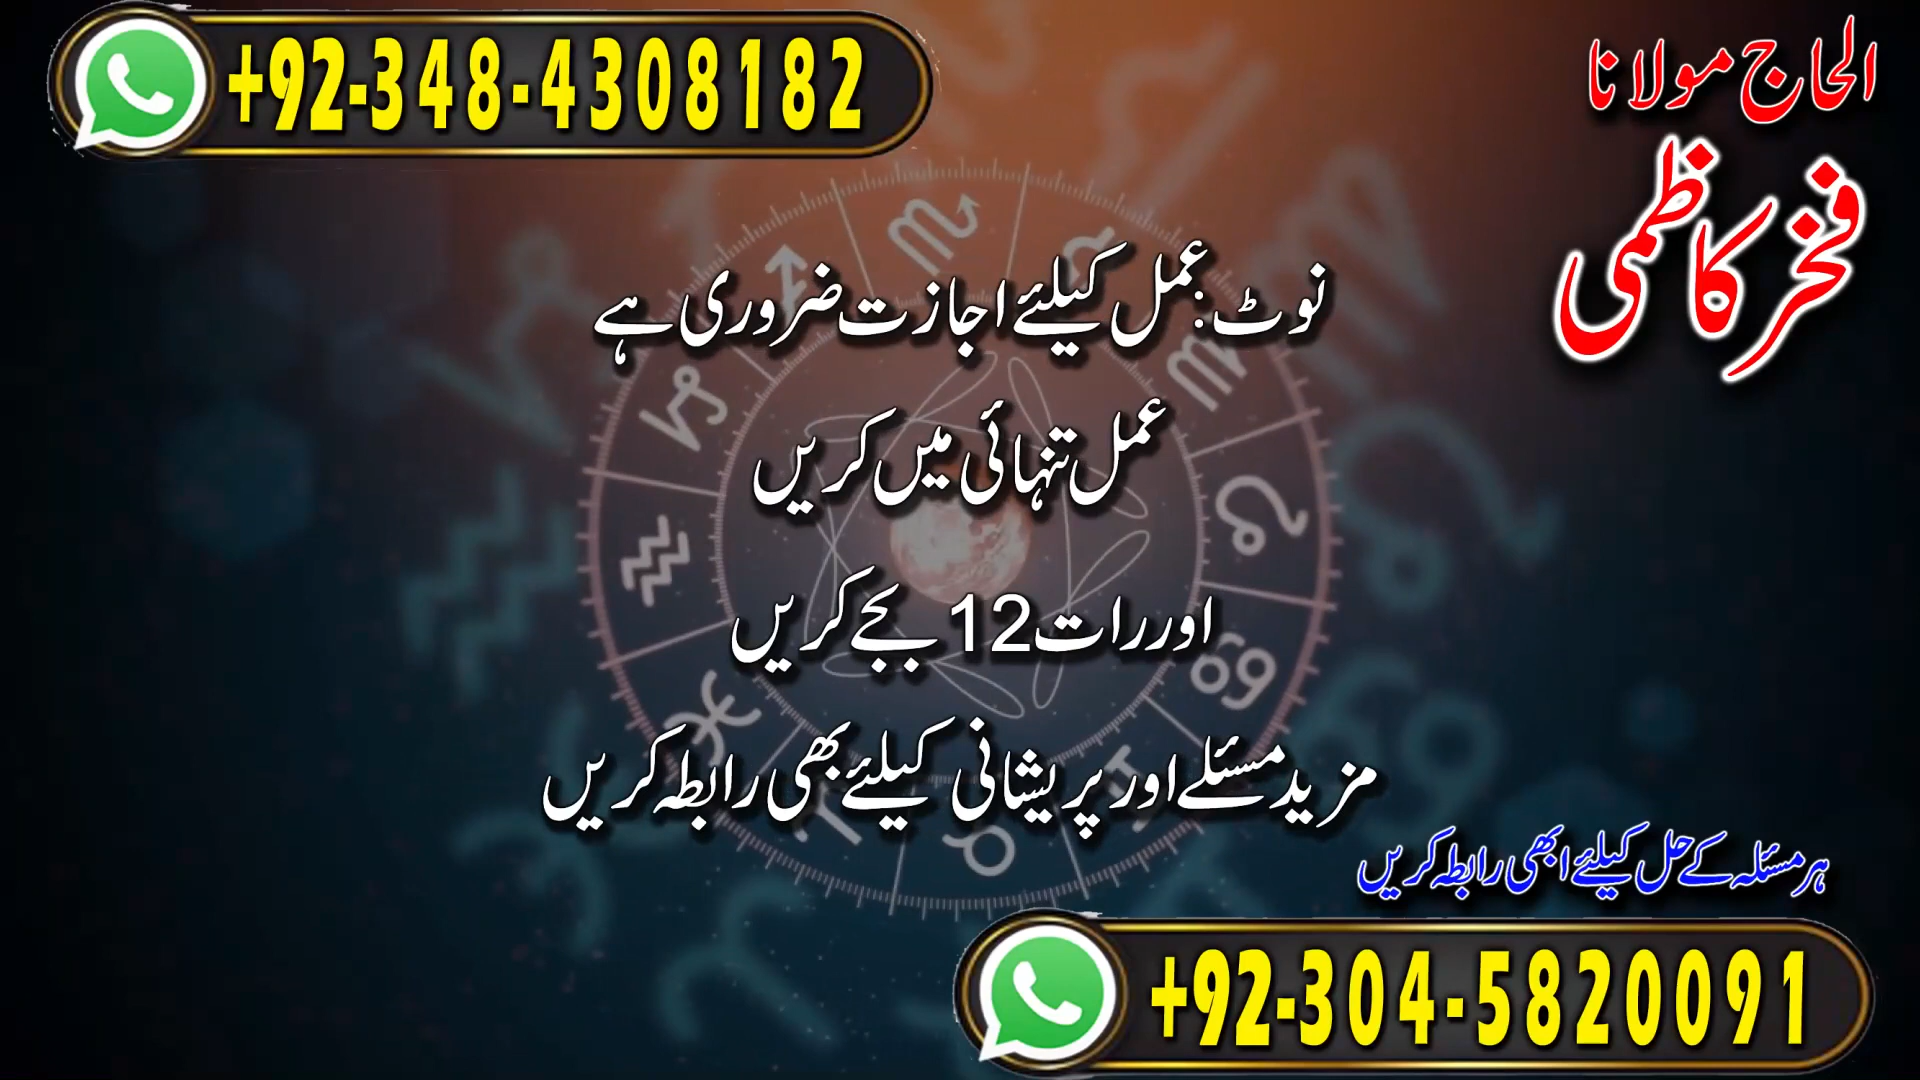 +92-348-4308182
الحاج مولانا
فخر کاظمی
نوٹ: عمل کیلئے اجازت ضروری ہے
عمل تنہائی میں کریں
اور رات 12 بجے کریں
مزید مسئلے اور پریشانی کیلئے بھی رابطہ کریں
ہر مسئلہ کے حل کیلئے ابھی رابطہ کریں
+92-304-5820091